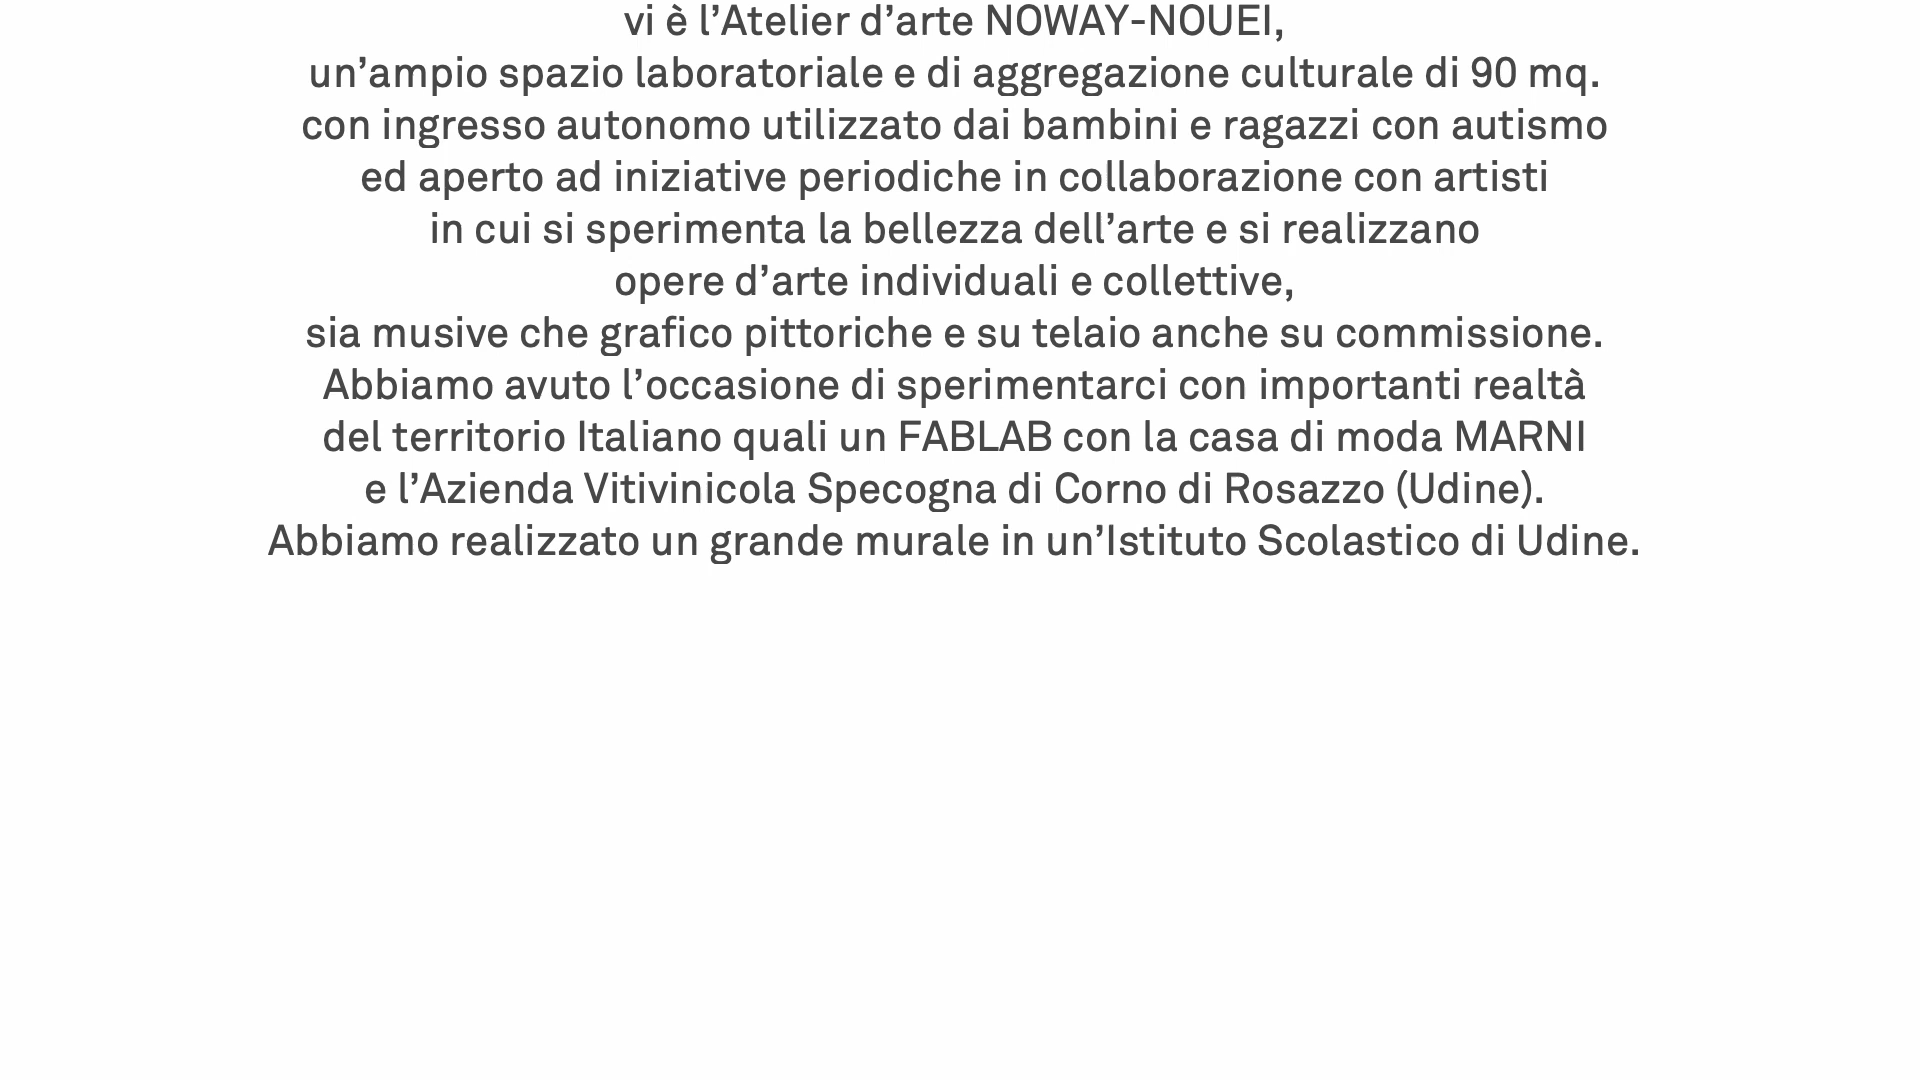 vi è l’Atelier d’arte NOWAY-NOUEI,
un’ampio spazio laboratoriale e di aggregazione culturale di 90 mq.
con ingresso autonomo utilizzato dai bambini e ragazzi con autismo
ed aperto ad iniziative periodiche in collaborazione con artisti
in cui si sperimenta la bellezza dell’arte e si realizzano
opere d’arte individuali e collettive,
sia musive che grafico pittoriche e su telaio anche su commissione.
Abbiamo avuto l’occasione di sperimentarci con importanti realtà
del territorio Italiano quali un FABLAB con la casa di moda MARNI
e l’Azienda Vitivinicola Specogna di Corno di Rosazzo (Udine).
Abbiamo realizzato un grande murale in un’Istituto Scolastico di Udine.